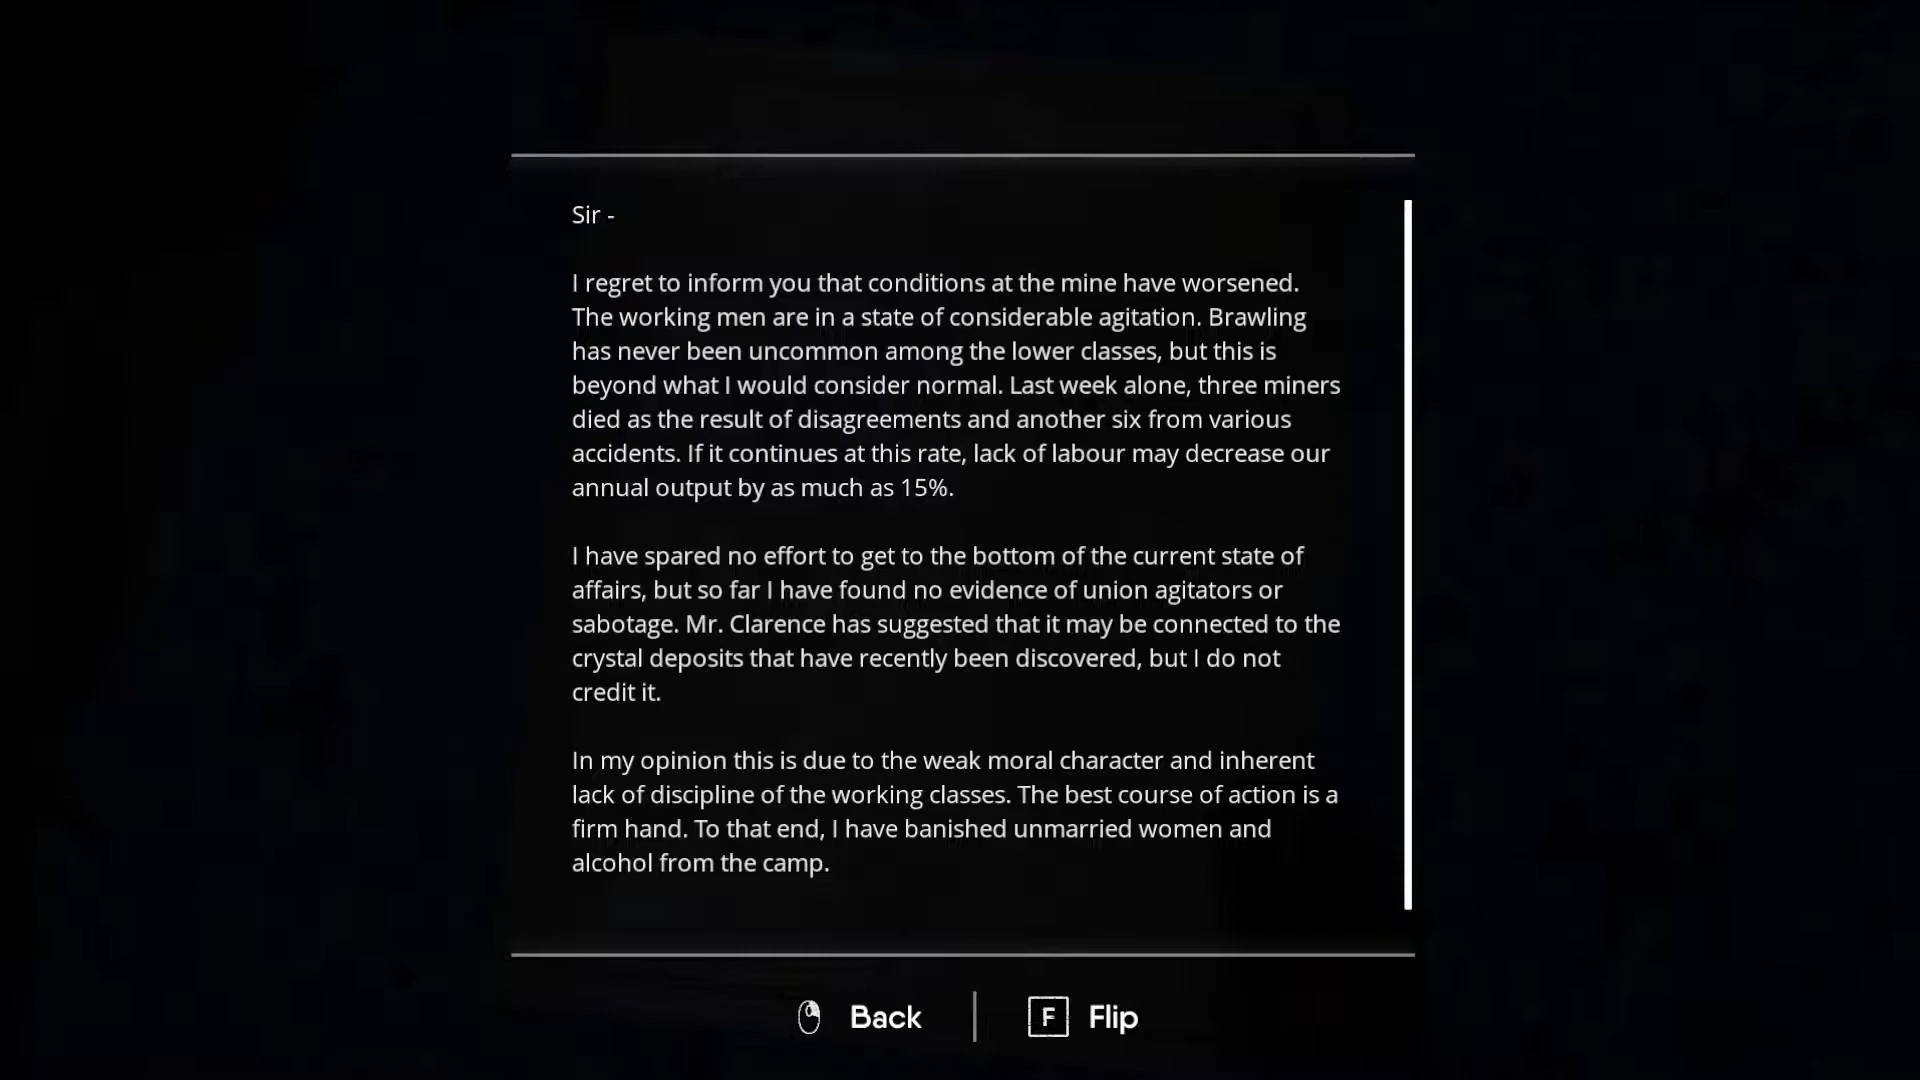 Sir -
I regret to inform you that conditions at the mine have worsened.
The working men are in a state of considerable agitation. Brawling
has never been uncommon among the lower classes, but this is
beyond what I would consider normal. Last week alone, three miners
died as the result of disagreements and another six from various
accidents. If it continues at this rate, lack of labour may decrease our
annual output by as much as 15%.
I have spared no effort to get to the bottom of the current state of
affairs, but so far I have found no evidence of union agitators or
sabotage. Mr. Clarence has suggested that it may be connected to the
crystal deposits that have recently been discovered, but I do not
credit it.
In my opinion this is due to the weak moral character and inherent
lack of discipline of the working classes. The best course of action is a
firm hand. To that end, I have banished unmarried women and
alcohol from the camp.
Back
F Flip